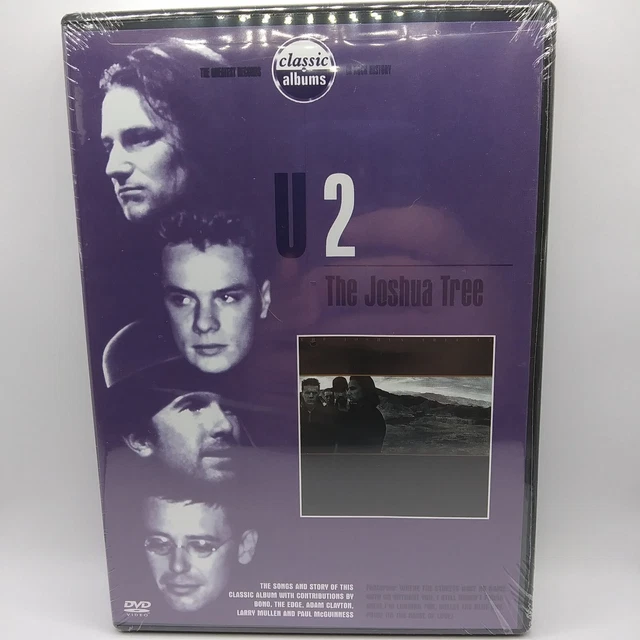 classic
albums
THE GREATEST RECORDS IN ROCK HISTORY
U2
The Joshua Tree
THE SONGS AND STORY OF THIS
CLASSIC ALBUM WITH CONTRIBUTIONS BY
BONO, THE EDGE, ADAM CLAYTON,
LARRY MULLEN AND PAUL McGUINNESS
DVD
VIDEO